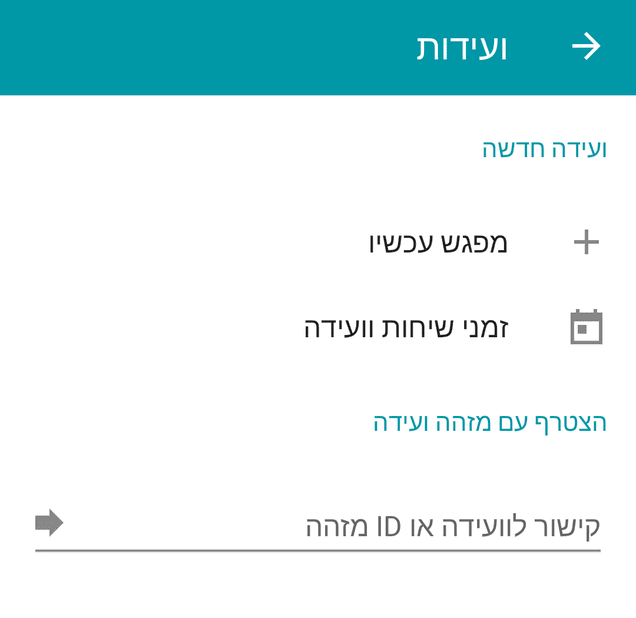 ועידות
ועידה חדשה
מפגש עכשיו
זמני שיחות וועידה
הצטרף עם מזהה ועידה
קישור לוועידה או ID מזהה